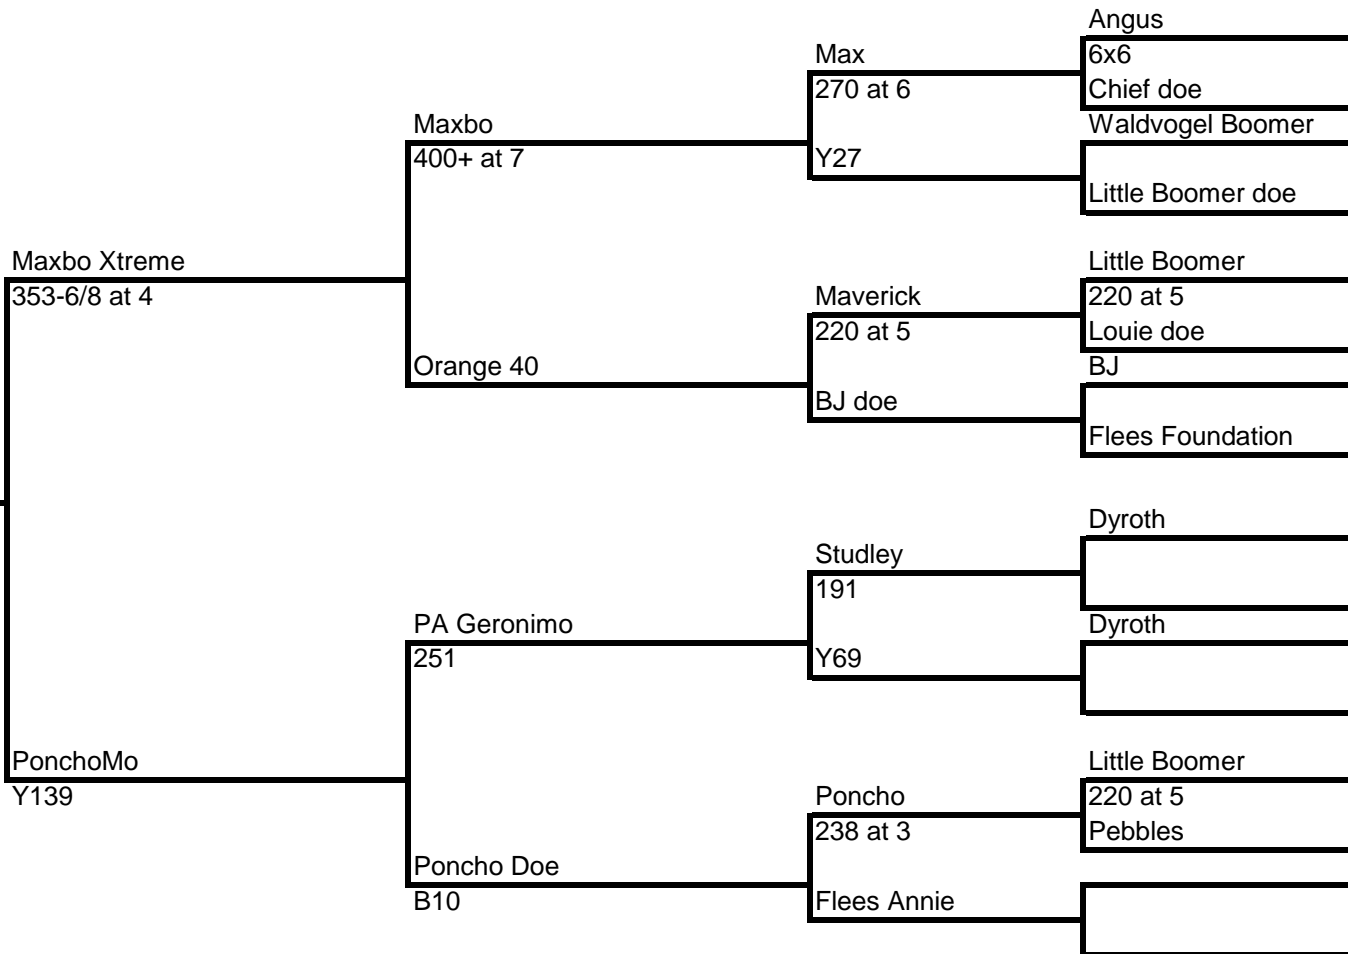 Angus
Max
6x6
270 at 6
Chief doe
Maxbo
Waldvogel Boomer
400+ at 7
Y27
Little Boomer doe
Maxbo Xtreme
Little Boomer
353-6/8 at 4
Maverick
220 at 5
220 at 5
Louie doe
Orange 40
BJ
BJ doe
Flees Foundation
Dyroth
Studley
191
PA Geronimo
Dyroth
251
Y69
PonchoMo
Little Boomer
Y139
Poncho
220 at 5
238 at 3
Pebbles
Poncho Doe
B10
Flees Annie